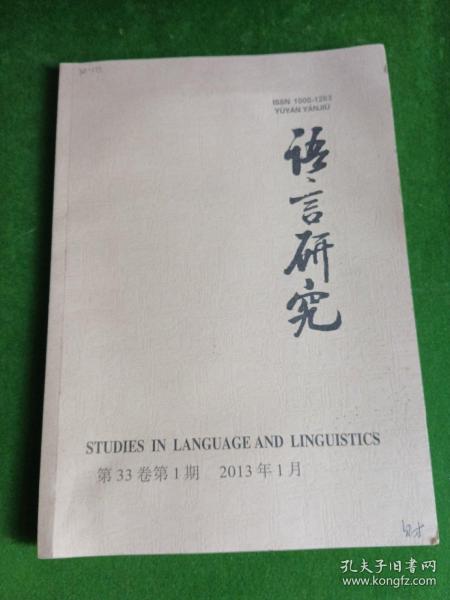 ISSN 1000-1263
YUYAN YANJIU
语言研究
STUDIES IN LANGUAGE AND LINGUISTICS
第33卷第1期 2013年1月
孔夫子旧书网
www.kongfz.com